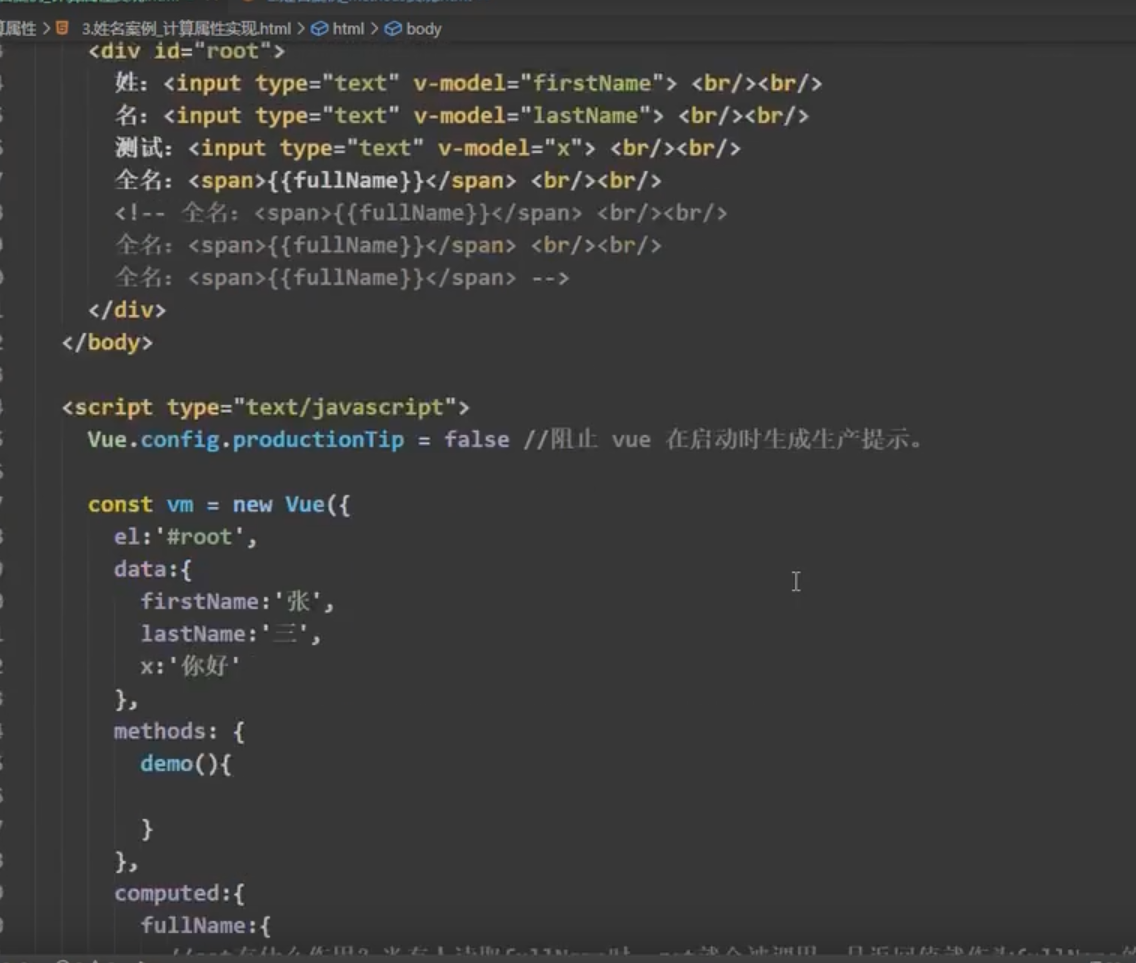 属性 > 3.姓名案例_计算属性实现.html > html > body
<div id="root">
姓：<input type="text" v-model="firstName"> <br/><br/>
名：<input type="text" v-model="lastName"> <br/><br/>
测试：<input type="text" v-model="x"> <br/><br/>
全名：<span>{{fullName}}</span> <br/><br/>
<!-- 全名：<span>{{fullName}}</span> <br/><br/>
全名：<span>{{fullName}}</span> <br/><br/>
全名：<span>{{fullName}}</span> -->
</div>
</body>
<script type="text/javascript">
Vue.config.productionTip = false //阻止 vue 在启动时生成生产提示。
const vm = new Vue({
el:'#root',
data:{
firstName:'张',
lastName:'三',
x:'你好'
},
methods: {
demo(){
}
},
computed:{
fullName:{